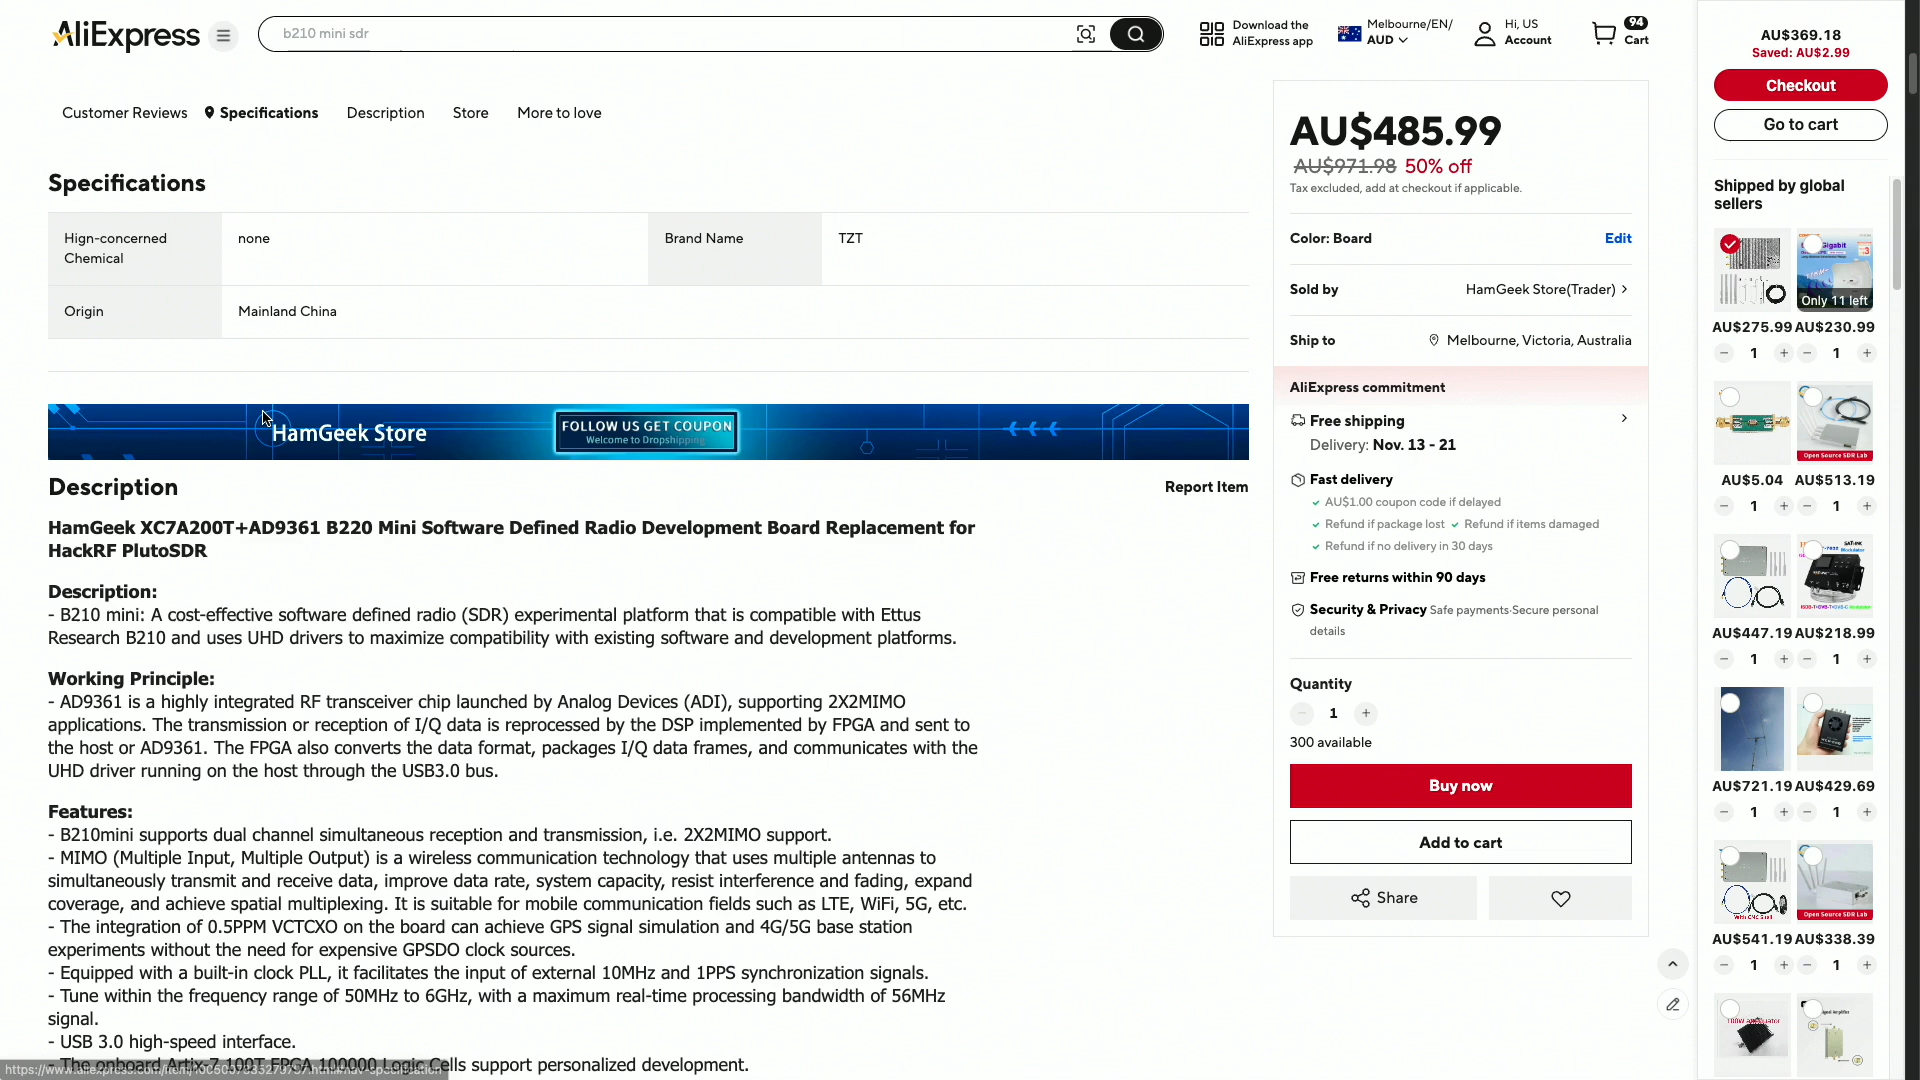 AliExpress
b210 mini sdr
Download the
AliExpress app
Melbourne/EN/
AUD
Hi, US
Account
94
Cart
Customer Reviews
Specifications
Description
Store
More to love
Specifications
Hign-concerned
Chemical
none
Brand Name
TZT
Origin
Mainland China
HamGeek Store
FOLLOW US GET COUPON
Welcome to Dropshipping
Description
Report Item
HamGeek XC7A200T+AD9361 B220 Mini Software Defined Radio Development Board Replacement for
HackRF PlutoSDR
Description:
- B210 mini: A cost-effective software defined radio (SDR) experimental platform that is compatible with Ettus
Research B210 and uses UHD drivers to maximize compatibility with existing software and development platforms.
Working Principle:
- AD9361 is a highly integrated RF transceiver chip launched by Analog Devices (ADI), supporting 2X2MIMO
applications. The transmission or reception of I/Q data is reprocessed by the DSP implemented by FPGA and sent to
the host or AD9361. The FPGA also converts the data format, packages I/Q data frames, and communicates with the
UHD driver running on the host through the USB3.0 bus.
Features:
- B210mini supports dual channel simultaneous reception and transmission, i.e. 2X2MIMO support.
- MIMO (Multiple Input, Multiple Output) is a wireless communication technology that uses multiple antennas to
simultaneously transmit and receive data, improve data rate, system capacity, resist interference and fading, expand
coverage, and achieve spatial multiplexing. It is suitable for mobile communication fields such as LTE, WiFi, 5G, etc.
- The integration of 0.5PPM VCTCXO on the board can achieve GPS signal simulation and 4G/5G base station
experiments without the need for expensive GPSDO clock sources.
- Equipped with a built-in clock PLL, it facilitates the input of external 10MHz and 1PPS synchronization signals.
- Tune within the frequency range of 50MHz to 6GHz, with a maximum real-time processing bandwidth of 56MHz
signal.
- USB 3.0 high-speed interface.
- The onboard Artix-7 100T FPGA 100000 Logic Cells support personalized development.
AU$485.99
AU$971.98 50% off
Tax excluded, add at checkout if applicable.
Color: Board
Edit
Sold by
HamGeek Store(Trader)
Ship to
Melbourne, Victoria, Australia
AliExpress commitment
Free shipping
Delivery: Nov. 13 - 21
Fast delivery
AU$1.00 coupon code if delayed
Refund if package lost
Refund if items damaged
Refund if no delivery in 30 days
Free returns within 90 days
Security & Privacy Safe payments·Secure personal
details
Quantity
1
300 available
Buy now
Add to cart
Share
AU$369.18
Saved: AU$2.99
Checkout
Go to cart
Shipped by global
sellers
Only 11 left
AU$275.99
AU$230.99
1
1
Open Source SDR Lab
AU$5.04
AU$513.19
1
1
AU$447.19
AU$218.99
1
1
AU$721.19
AU$429.69
1
1
Open Source SDR Lab
AU$541.19
AU$338.39
1
1